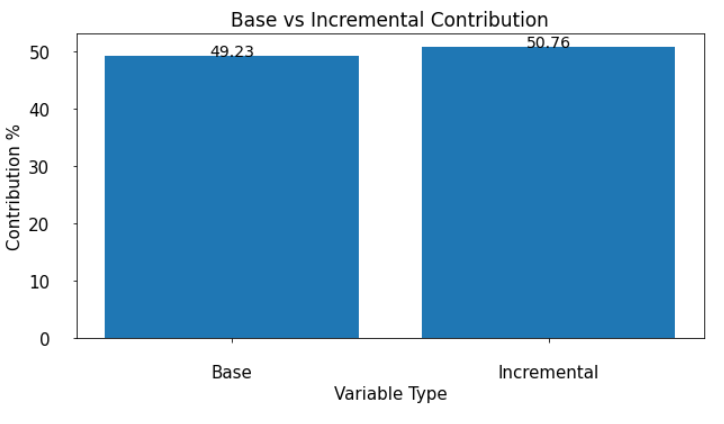 Base vs Incremental Contribution
Contribution %
50
40
30
20
10
0
49.23
50.76
Base
Incremental
Variable Type